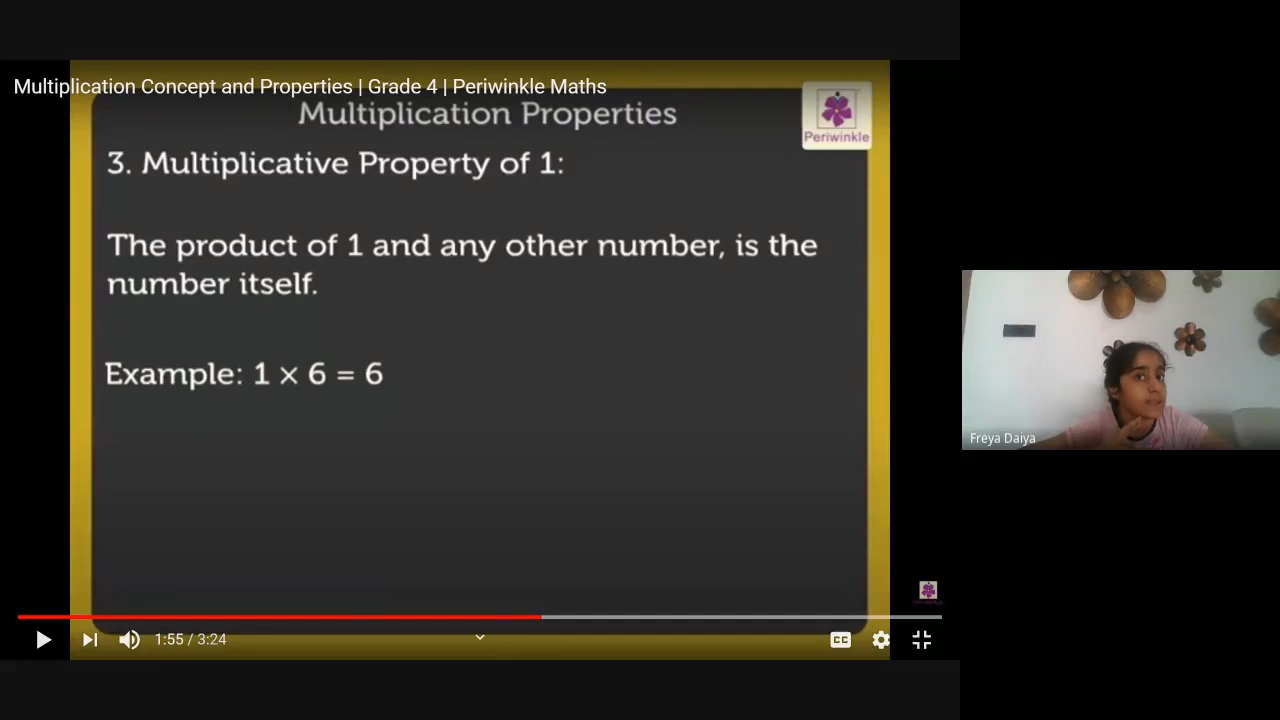 Multiplication Concept and Properties | Grade 4 | Periwinkle Maths
Multiplication Properties
Periwinkle
3. Multiplicative Property of 1:
The product of 1 and any other number, is the
number itself.
Example: 1 × 6 = 6
Freya Daiya
1:55 / 3:24
CC